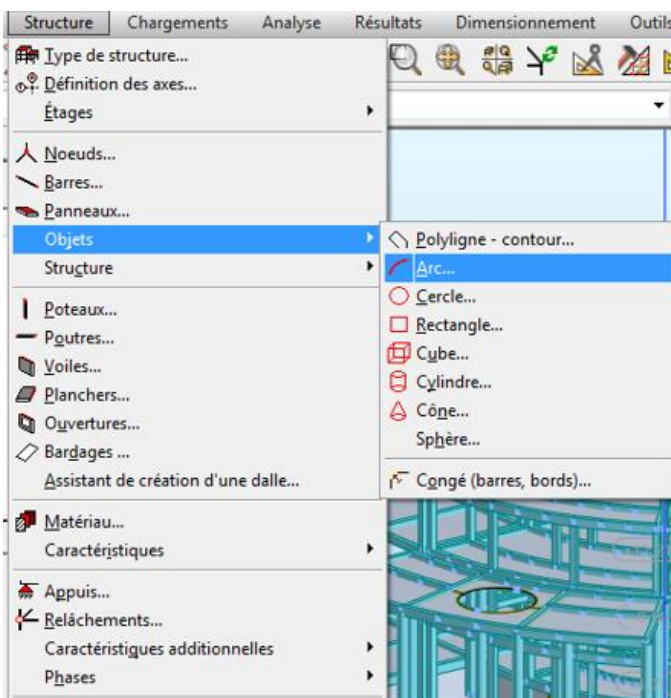 Structure Chargements Analyse Résultats Dimensionnement Outils
Type de structure...
Définition des axes...
Étages
Noeuds...
Barres...
Panneaux...
Objets
Structure
Poteaux...
Poutres...
Voiles...
Planchers...
Ouvertures...
Bardages ...
Assistant de création d'une dalle...
Matériau...
Caractéristiques
Appuis...
Relâchements...
Caractéristiques additionnelles
Phases
Polyligne - contour...
Arc...
Cercle...
Rectangle...
Cube...
Cylindre...
Cône...
Sphère...
Congé (barres, bords)...